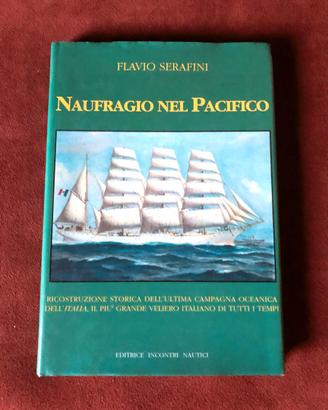 FLAVIO SERAFINI
NAUFRAGIO NEL PACIFICO
RICOSTRUZIONE STORICA DELL'ULTIMA CAMPAGNA OCEANICA
DELL'ITALIA, IL PIU' GRANDE VELIERO ITALIANO DI TUTTI I TEMPI
EDITRICE INCONTRI NAUTICI